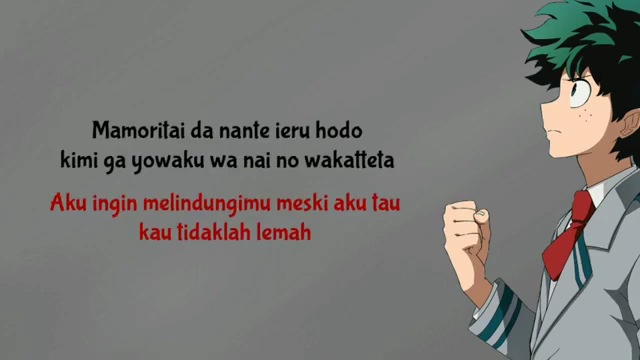 Mamoritai da nante ieru hodo
kimi ga yowaku wa nai no wakatteta
Aku ingin melindungimu meski aku tau
kau tidaklah lemah